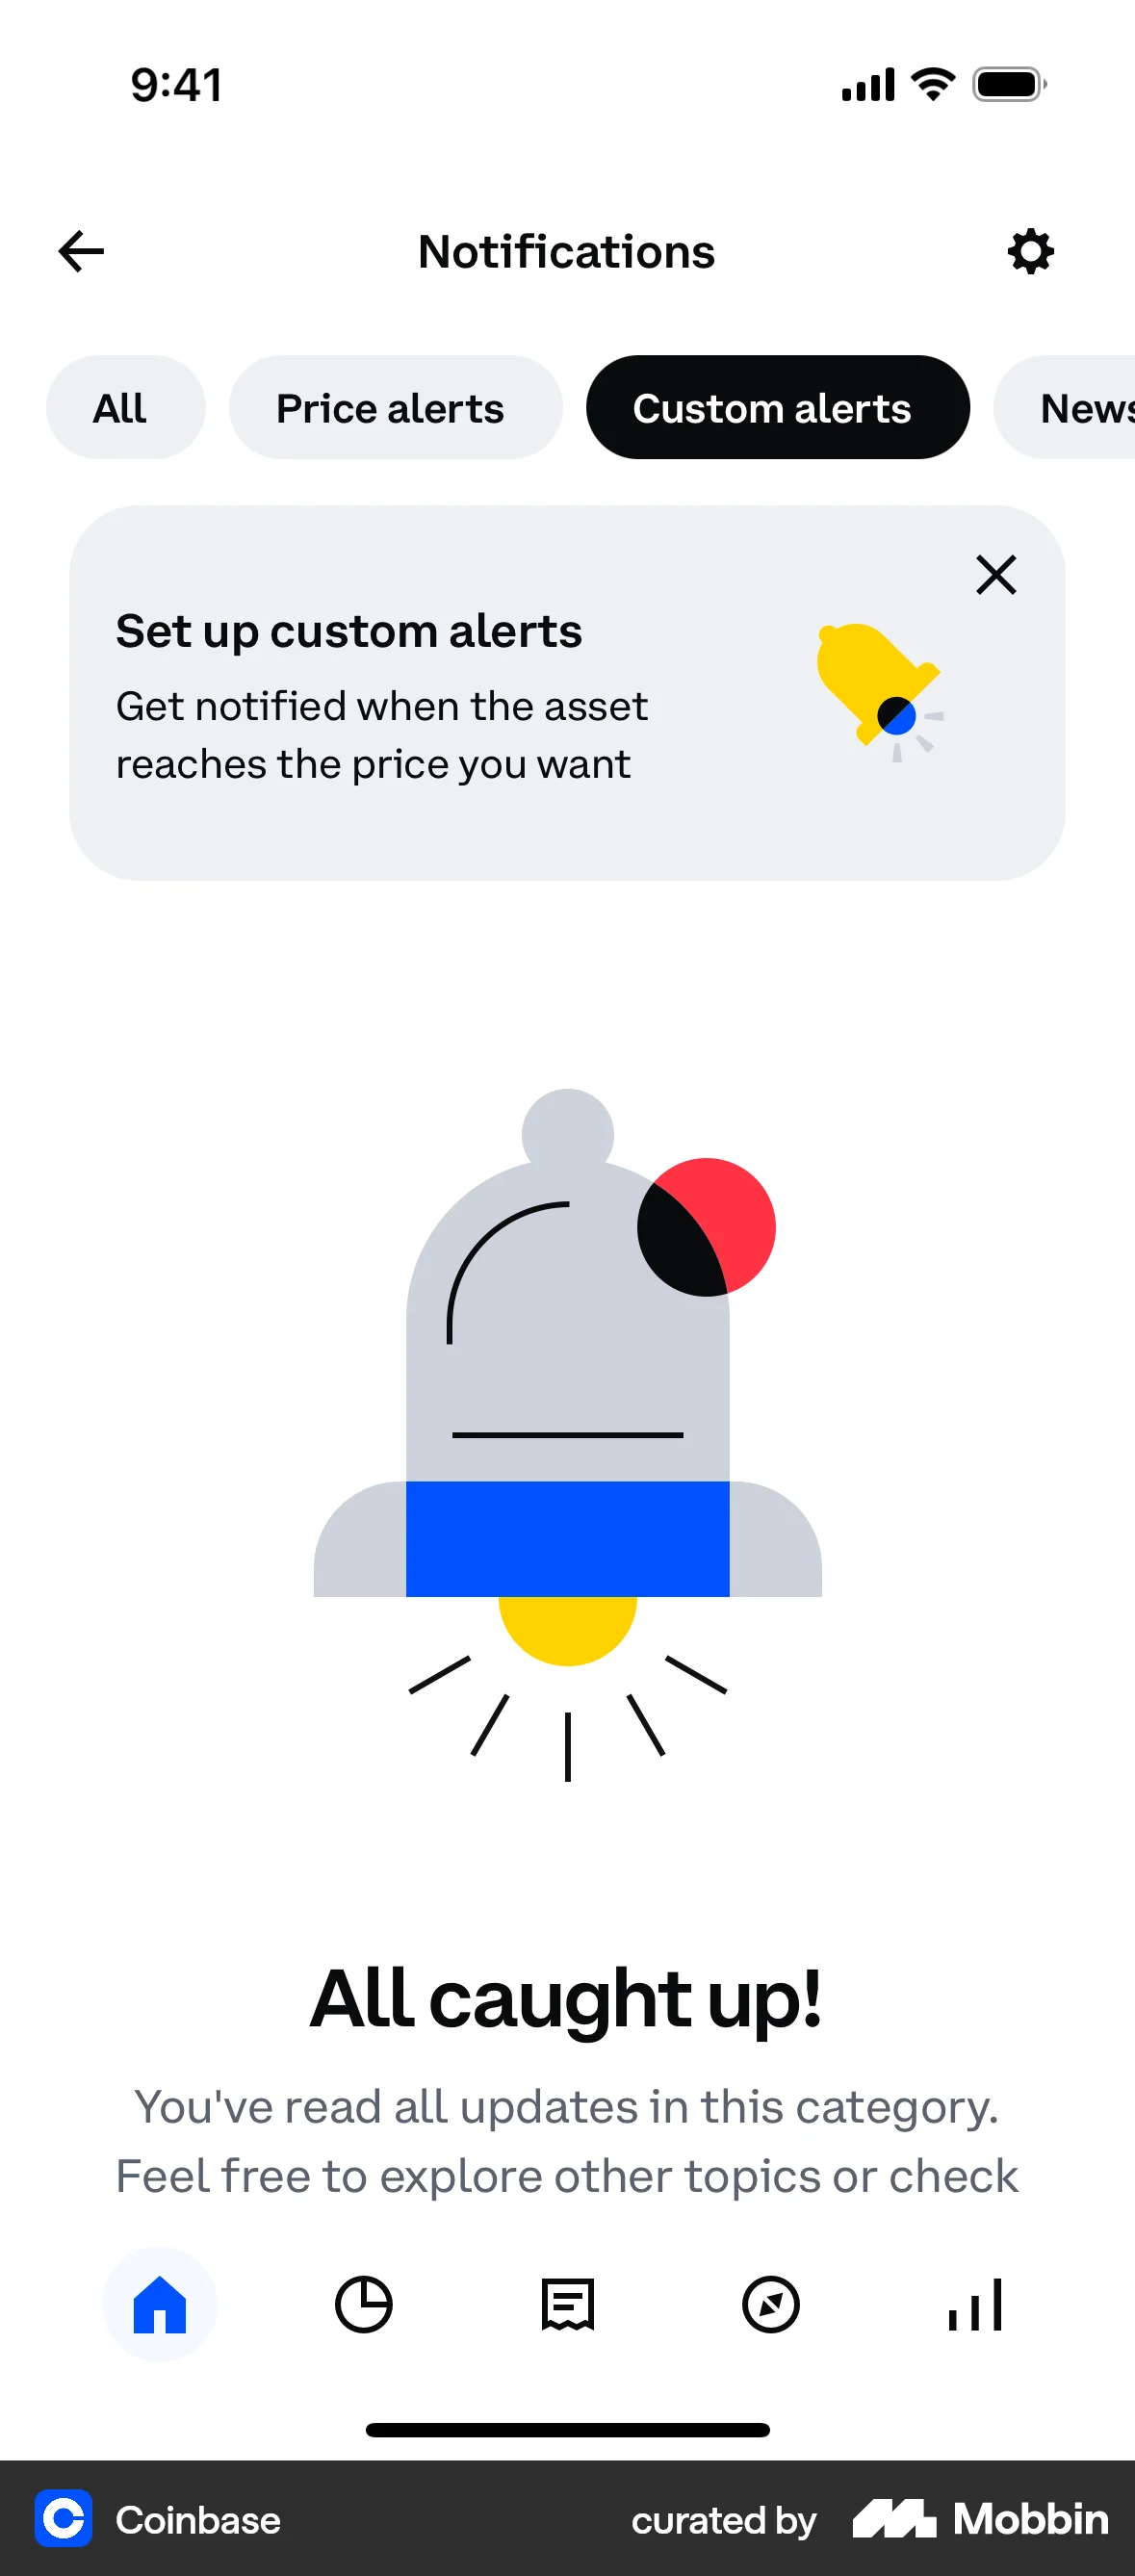 9:41
Notifications
All
Price alerts
Custom alerts
News
Set up custom alerts
Get notified when the asset
reaches the price you want
All caught up!
You've read all updates in this category.
Feel free to explore other topics or check
Coinbase
curated by
Mobbin